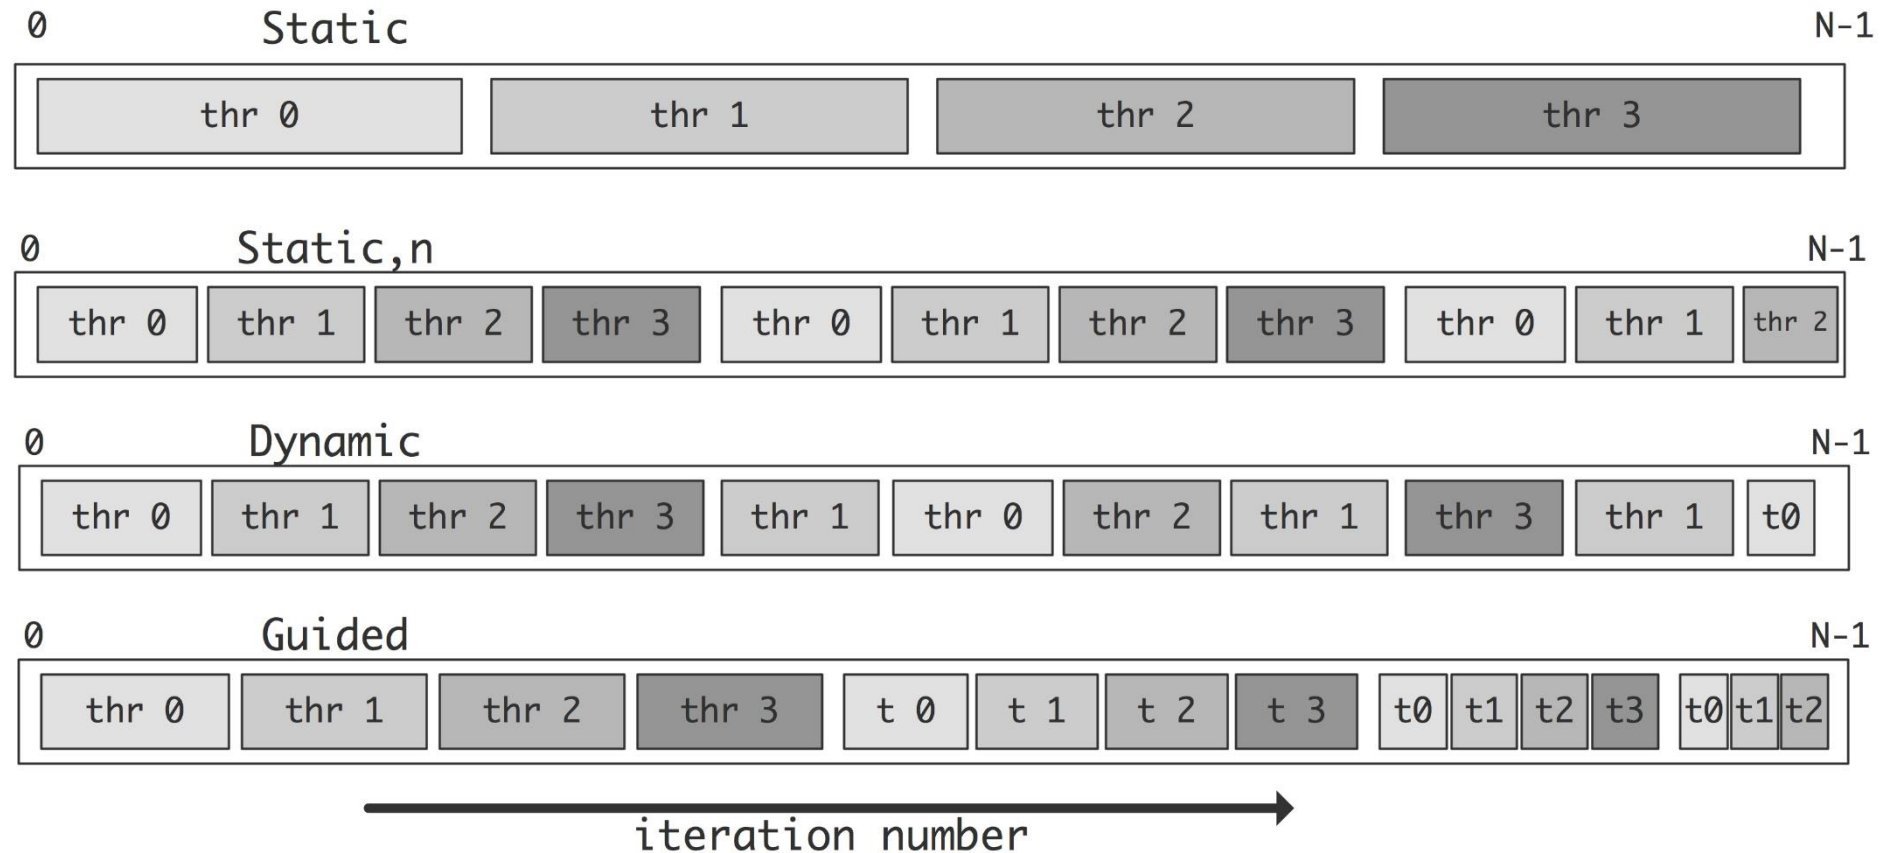 0 Static N-1
thr 0 thr 1 thr 2 thr 3
0 Static,n N-1
thr 0 thr 1 thr 2 thr 3 thr 0 thr 1 thr 2 thr 3 thr 0 thr 1 thr 2
0 Dynamic N-1
thr 0 thr 1 thr 2 thr 3 thr 1 thr 0 thr 2 thr 1 thr 3 thr 1 t0
0 Guided N-1
thr 0 thr 1 thr 2 thr 3 t 0 t 1 t 2 t 3 t0 t1 t2 t3 t0 t1 t2
iteration number